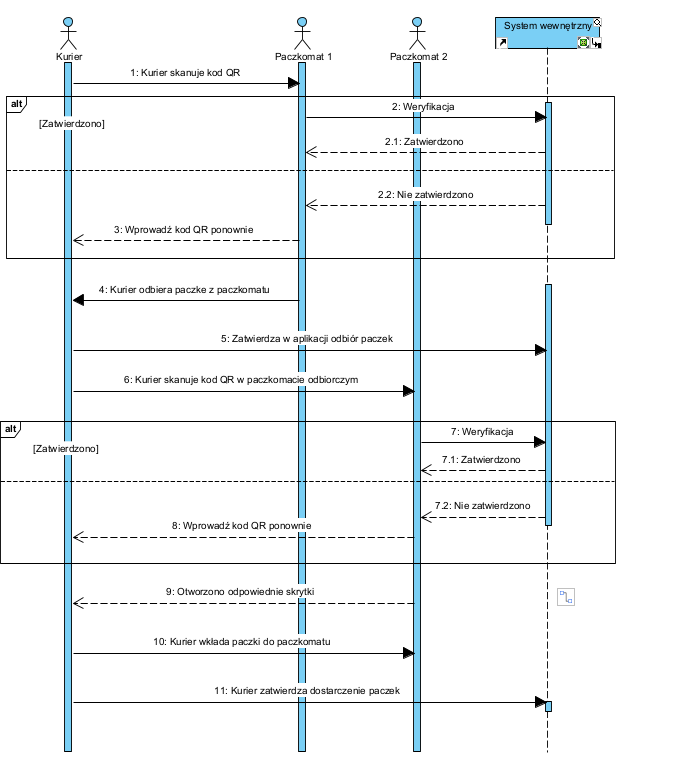 System wewnętrzny
Kurier
Paczkomat 1
Paczkomat 2
1: Kurier skanuje kod QR
alt
2: Weryfikacja
[Zatwierdzono]
2.1: Zatwierdzono
2.2: Nie zatwierdzono
3: Wprowadź kod QR ponownie
4: Kurier odbiera paczke z paczkomatu
5: Zatwierdza w aplikacji odbiór paczek
6: Kurier skanuje kod QR w paczkomacie odbiorczym
alt
7: Weryfikacja
[Zatwierdzono]
7.1: Zatwierdzono
7.2: Nie zatwierdzono
8: Wprowadź kod QR ponownie
9: Otworzono odpowiednie skrytki
10: Kurier wkłada paczki do paczkomatu
11: Kurier zatwierdza dostarczenie paczek